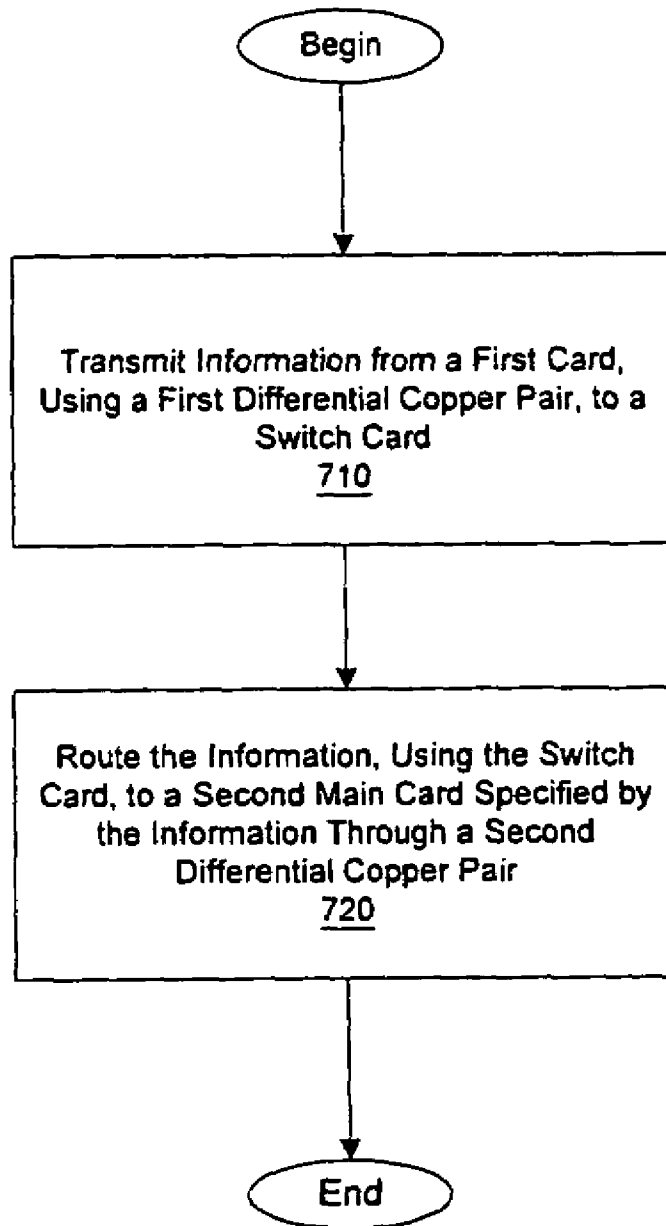 Begin
Transmit Information from a First Card,
Using a First Differential Copper Pair, to a
Switch Card
710
Route the Information, Using the Switch
Card, to a Second Main Card Specified by
the Information Through a Second
Differential Copper Pair
720
End